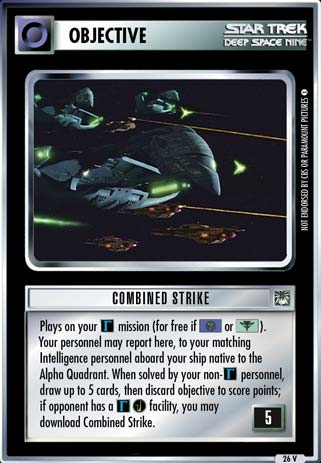 OBJECTIVE
STAR TREK
DEEP SPACE NINE
NOT ENDORSED BY CBS OR PARAMOUNT PICTURES
COMBINED STRIKE
Plays on your Γ mission (for free if or ).
Your personnel may report here, to your matching
Intelligence personnel aboard your ship native to the
Alpha Quadrant. When solved by your non-Γ personnel,
draw up to 5 cards, then discard objective to score points;
if opponent has a Γ facility, you may
download Combined Strike.
5
26 V